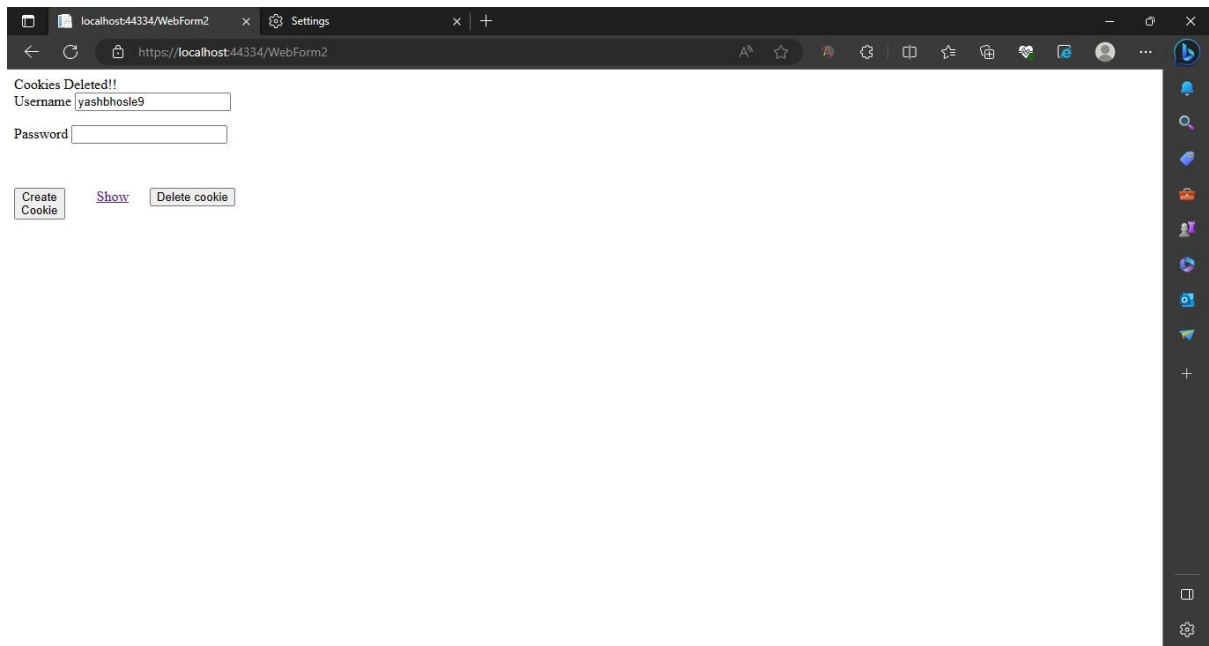 localhost:44334/WebForm2
Settings
https://localhost:44334/WebForm2
Cookies Deleted!!
Username yashbhosle9
Password
Create Show Delete cookie
Cookie